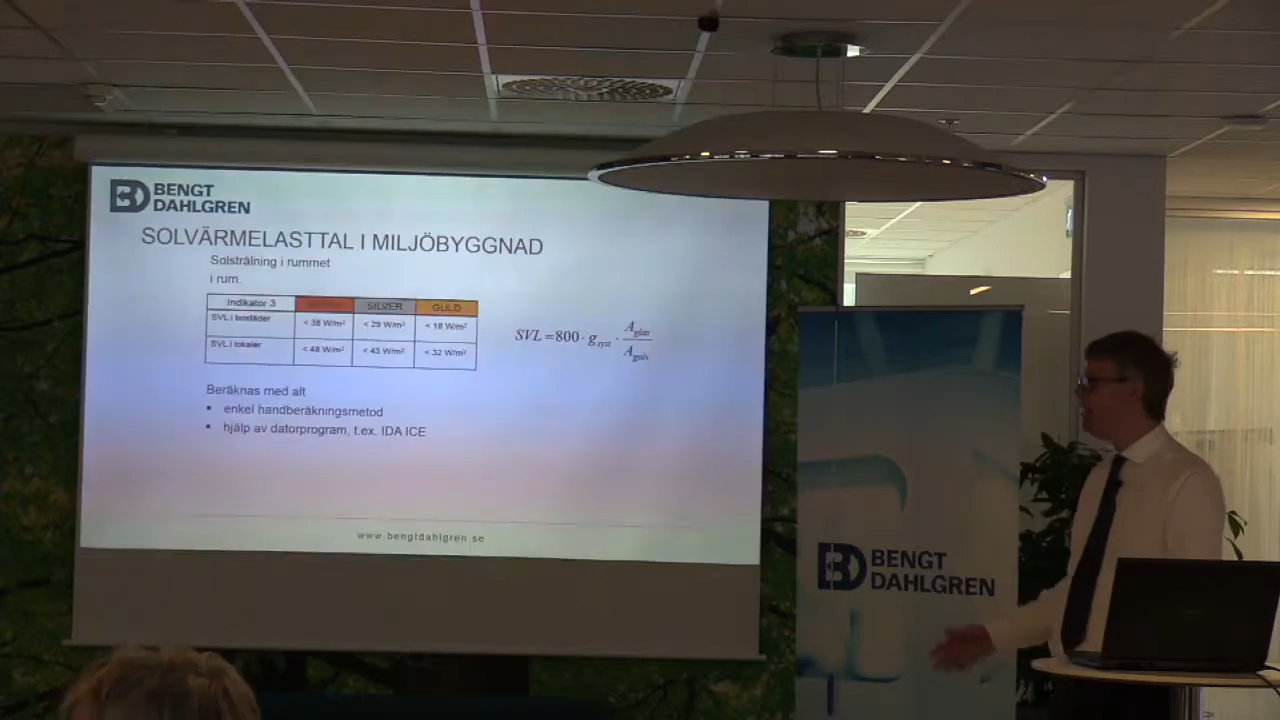 BENGT
DAHLGREN
SOLVÄRMELASTTAL I MILJÖBYGGNAD
Solstrålning i rummet
i rum.
Indikator 3 SILVER GULD
SVL i bostäder < 38 W/m² < 29 W/m² < 18 W/m²
SVL i lokaler < 48 W/m² < 43 W/m² < 32 W/m²
SVL = 800 · g_syst · A_glas / A_golv
Beräknas med alt
▪ enkel handberäkningsmetod
▪ hjälp av datorprogram, t.ex. IDA ICE
www.bengtdahlgren.se
BENGT
DAHLGREN